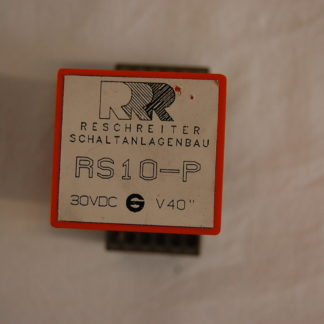 RRR
RESCHREITER
SCHALTANLAGENBAU
RS10-P
30VDC S V40"